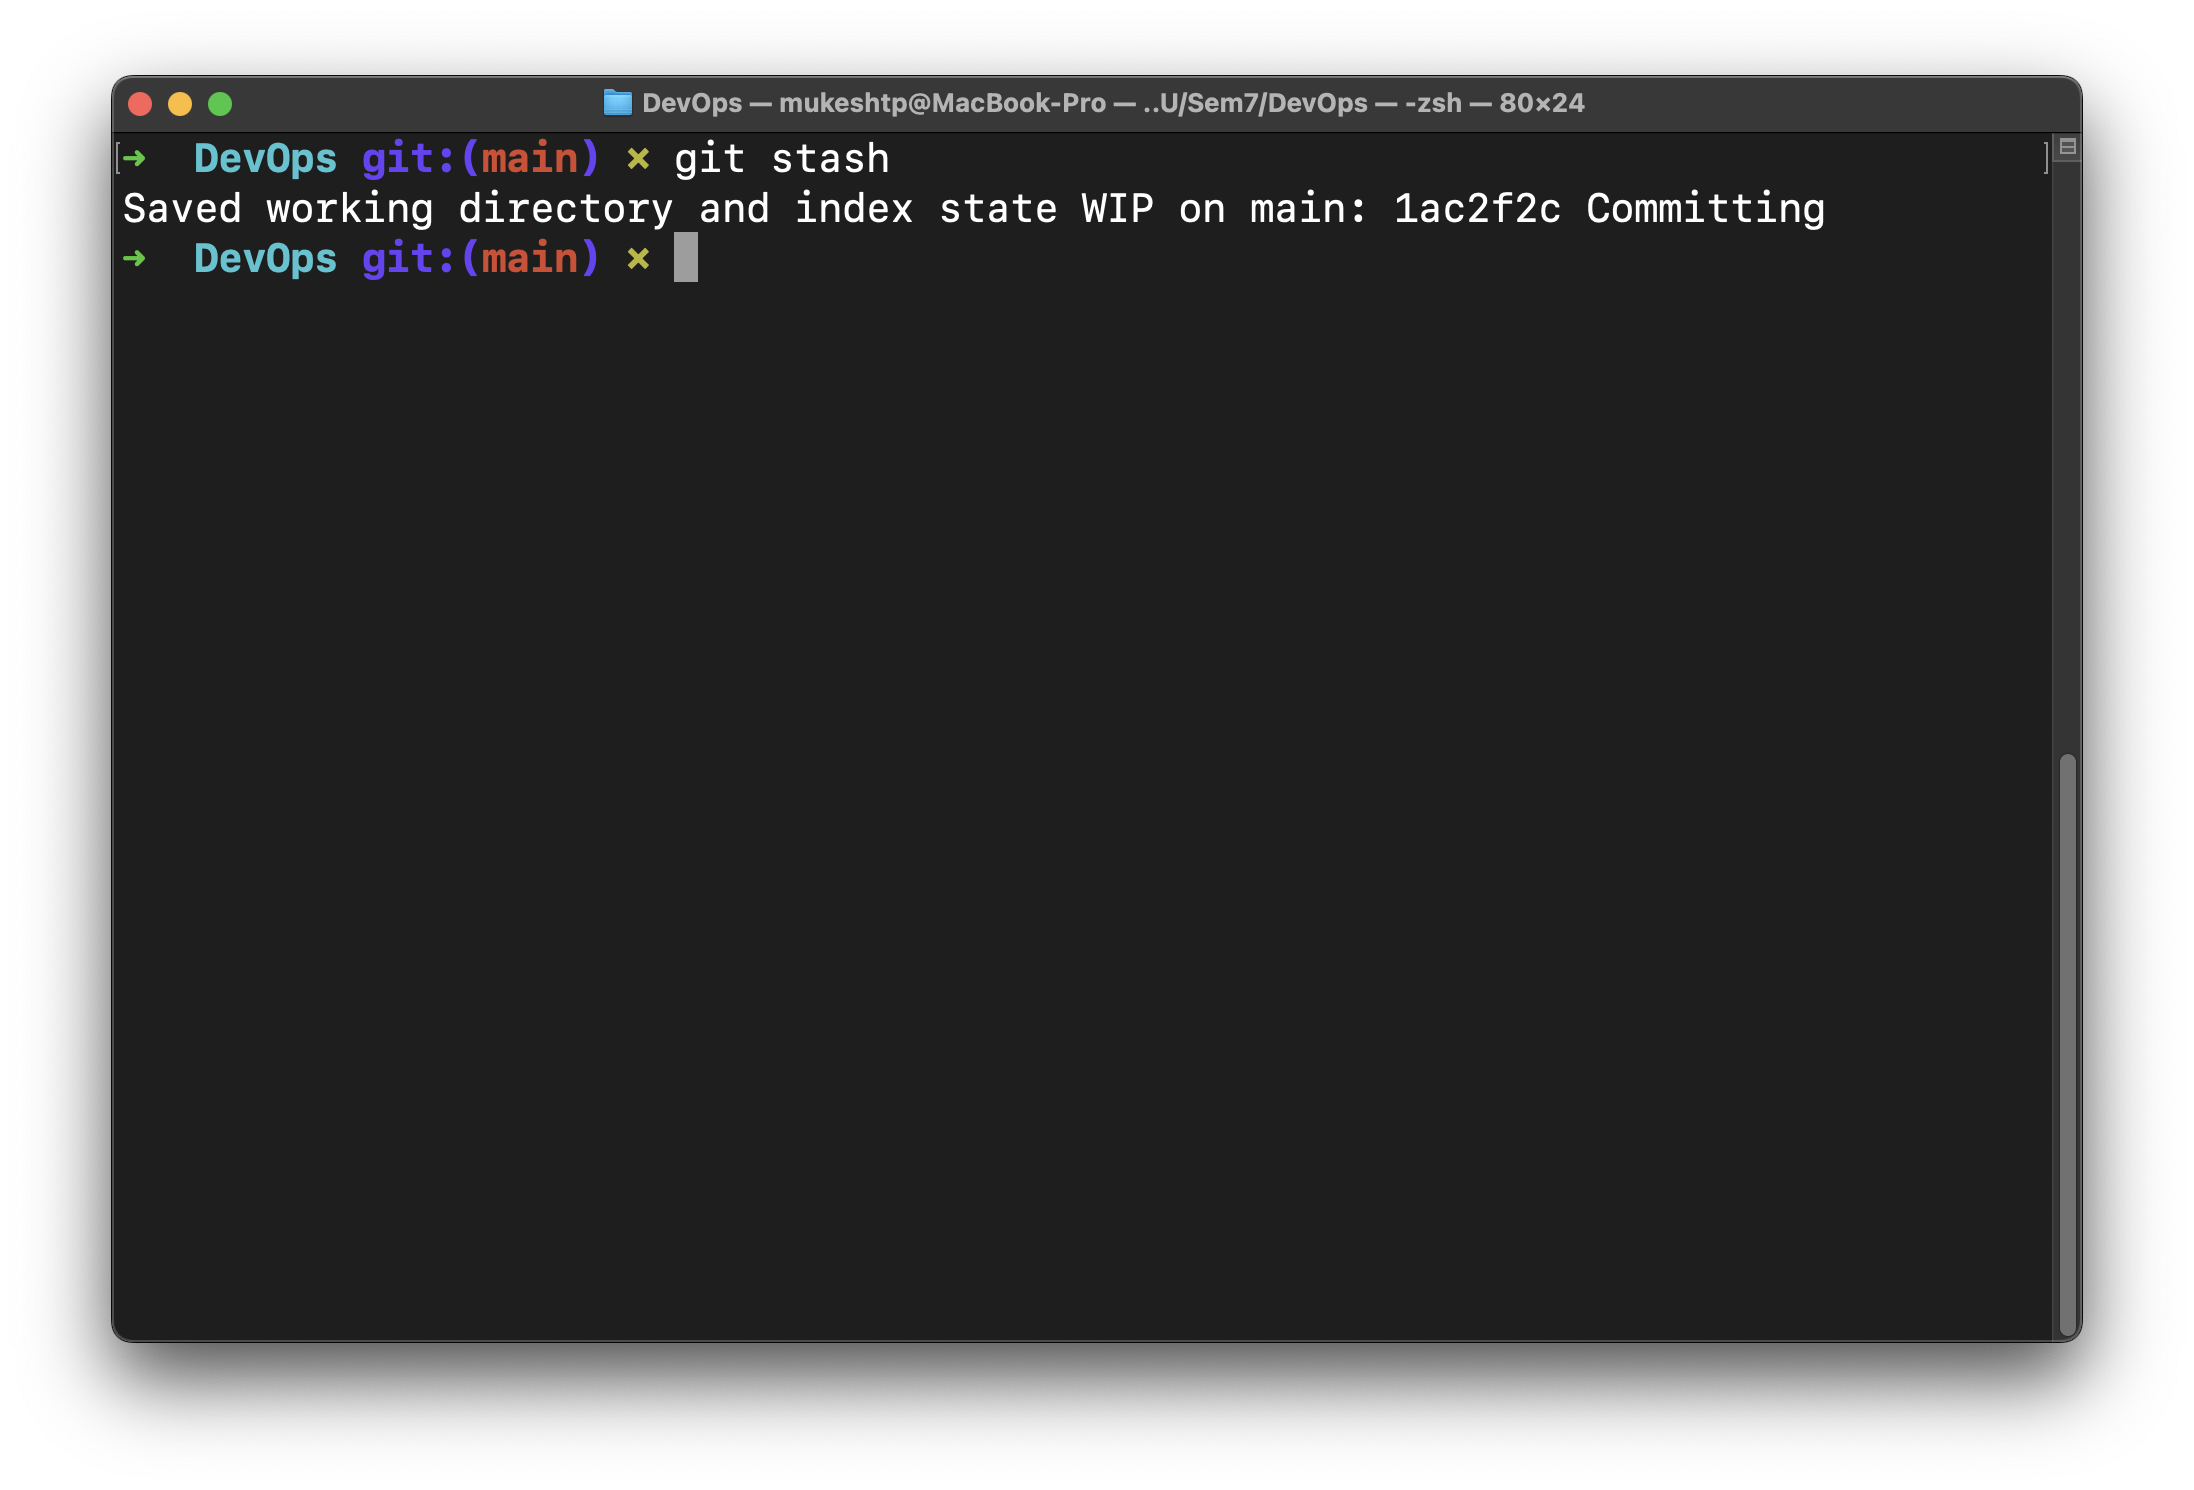 DevOps — mukeshtp@MacBook-Pro — ..U/Sem7/DevOps — -zsh — 80×24
[➜  DevOps git:(main) ✗ git stash ]
Saved working directory and index state WIP on main: 1ac2f2c Committing
➜  DevOps git:(main) ✗